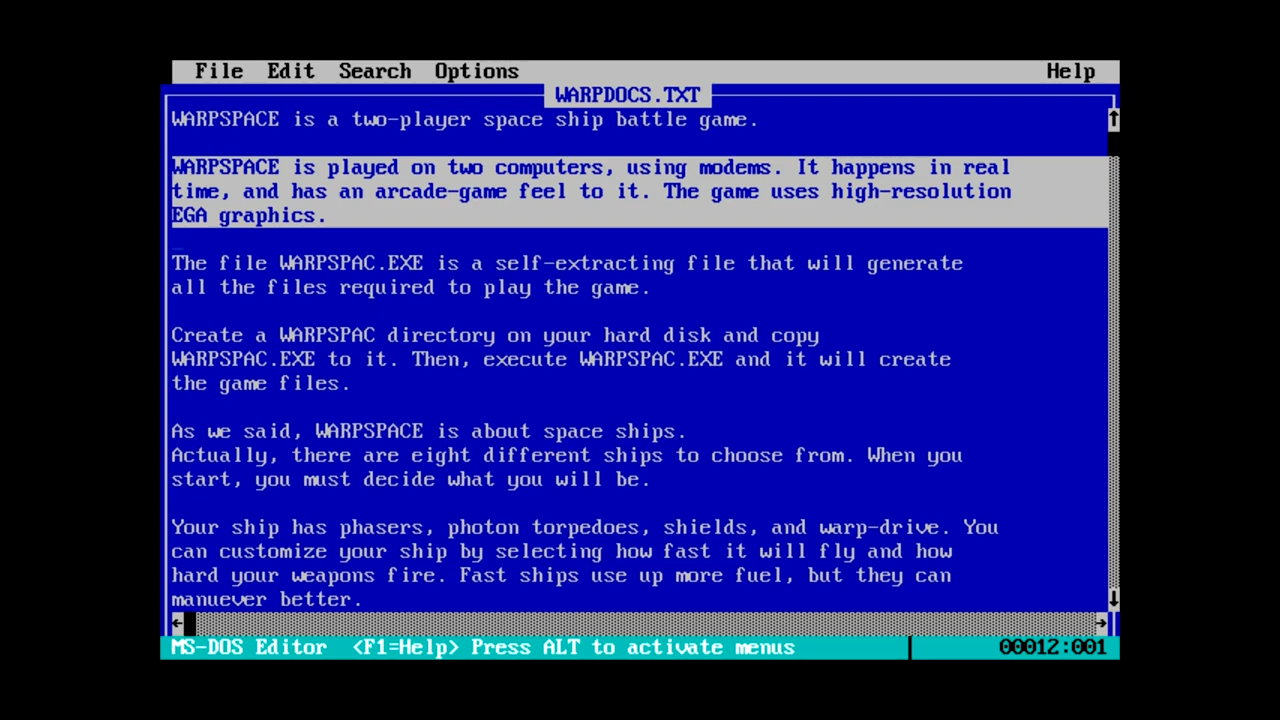 File Edit Search Options Help
WARPDOCS.TXT
WARPSPACE is a two-player space ship battle game.
WARPSPACE is played on two computers, using modems. It happens in real
time, and has an arcade-game feel to it. The game uses high-resolution
EGA graphics.
The file WARPSPAC.EXE is a self-extracting file that will generate
all the files required to play the game.
Create a WARPSPAC directory on your hard disk and copy
WARPSPAC.EXE to it. Then, execute WARPSPAC.EXE and it will create
the game files.
As we said, WARPSPACE is about space ships.
Actually, there are eight different ships to choose from. When you
start, you must decide what you will be.
Your ship has phasers, photon torpedoes, shields, and warp-drive. You
can customize your ship by selecting how fast it will fly and how
hard your weapons fire. Fast ships use up more fuel, but they can
manuever better.
MS-DOS Editor <F1=Help> Press ALT to activate menus 00012:001